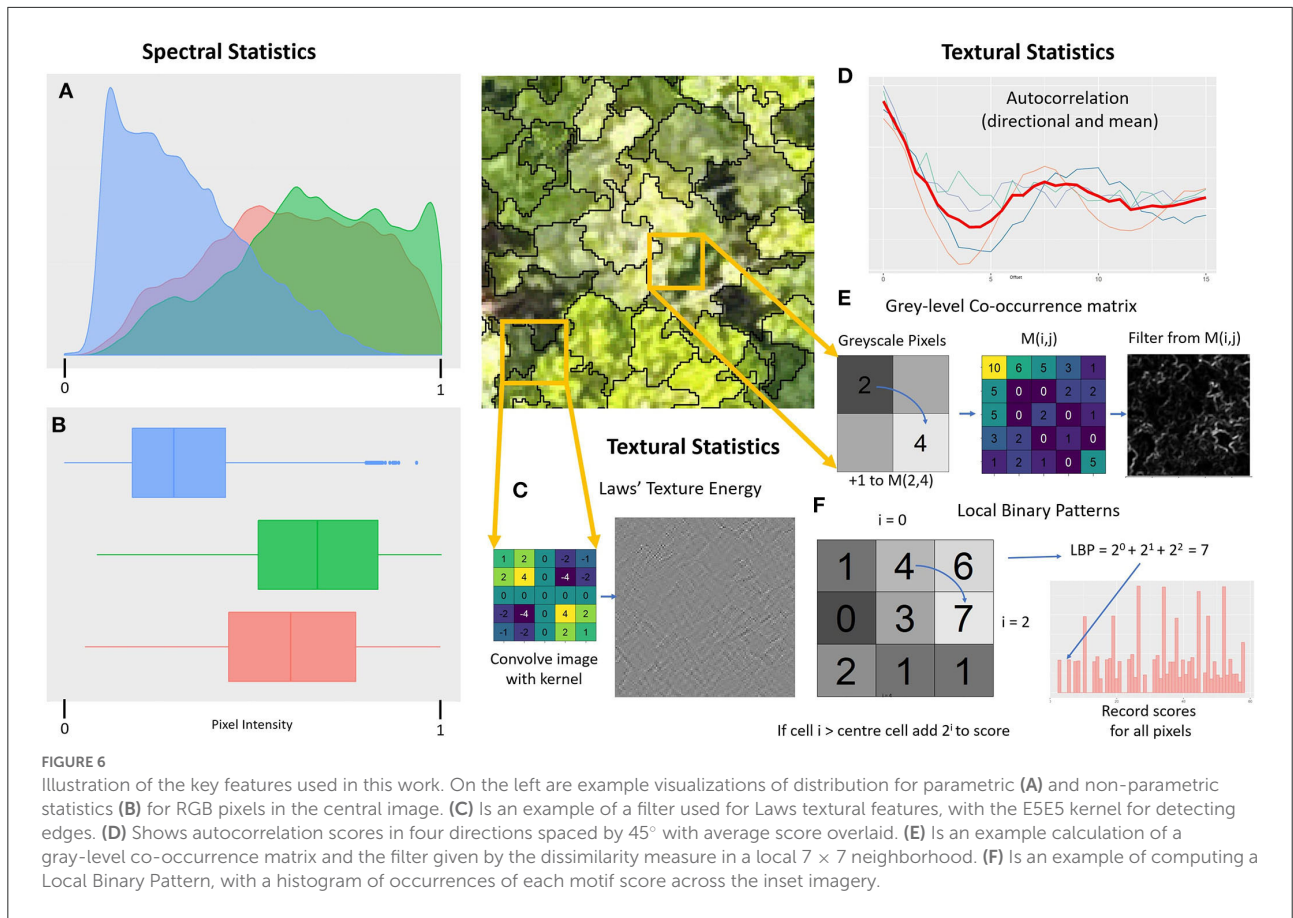 Spectral Statistics
A
0
1
B
0
Pixel Intensity
1
Textural Statistics
D
Autocorrelation
(directional and mean)
0
5
Offset
10
15
E
Grey-level Co-occurrence matrix
Greyscale Pixels
M(i,j)
Filter from M(i,j)
2
4
+1 to M(2,4)
10 6 5 3 1
5 0 0 2 2
5 0 2 0 1
3 2 0 1 0
1 2 1 0 5
Textural Statistics
C
Laws' Texture Energy
1 2 0 -2 -1
2 4 0 -4 -2
0 0 0 0 0
-2 -4 0 4 2
-1 -2 0 2 1
Convolve image
with kernel
F
Local Binary Patterns
i = 0
1 4 6
0 3 7
2 1 1
i = 2
LBP = 2⁰ + 2¹ + 2² = 7
If cell i > centre cell add 2ⁱ to score
Record scores
for all pixels
FIGURE 6
Illustration of the key features used in this work. On the left are example visualizations of distribution for parametric (A) and non-parametric
statistics (B) for RGB pixels in the central image. (C) Is an example of a filter used for Laws textural features, with the E5E5 kernel for detecting
edges. (D) Shows autocorrelation scores in four directions spaced by 45° with average score overlaid. (E) Is an example calculation of a
gray-level co-occurrence matrix and the filter given by the dissimilarity measure in a local 7 × 7 neighborhood. (F) Is an example of computing a
Local Binary Pattern, with a histogram of occurrences of each motif score across the inset imagery.